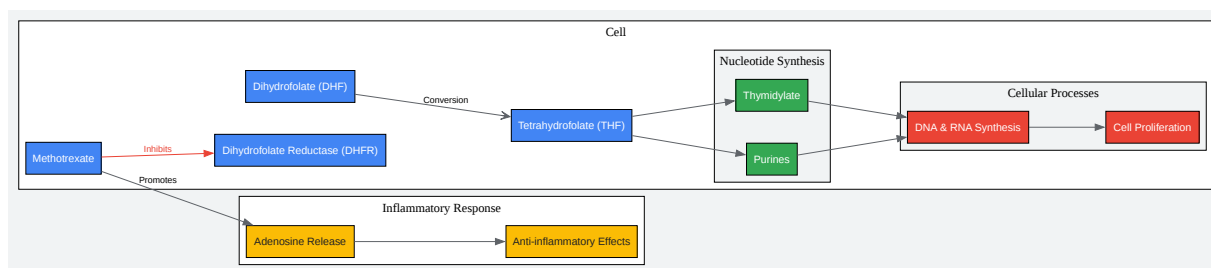 Cell
Nucleotide Synthesis
Cellular Processes
Dihydrofolate (DHF)
Conversion
Tetrahydrofolate (THF)
Thymidylate
DNA & RNA Synthesis
Cell Proliferation
Methotrexate
Inhibits
Dihydrofolate Reductase (DHFR)
Purines
Promotes
Inflammatory Response
Adenosine Release
Anti-inflammatory Effects